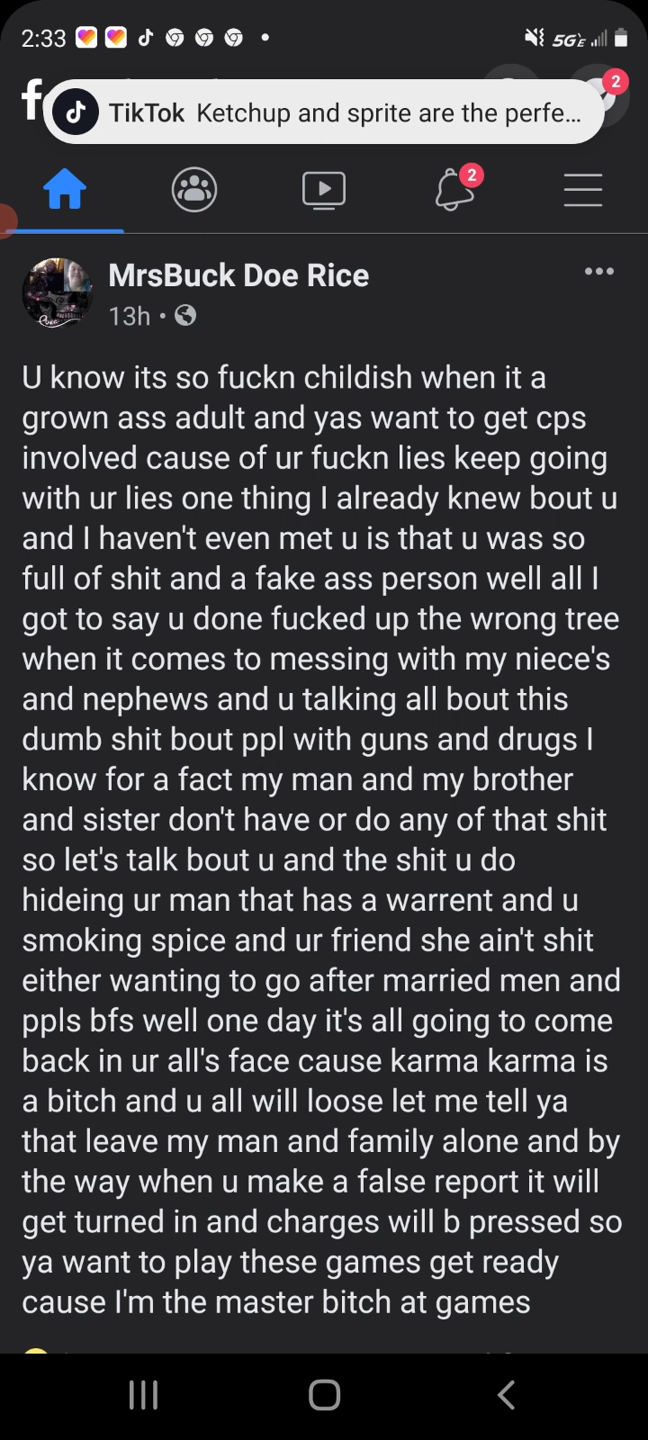 2:33 5GE
2
TikTok Ketchup and sprite are the perfe...
2
MrsBuck Doe Rice
13h •
U know its so fuckn childish when it a
grown ass adult and yas want to get cps
involved cause of ur fuckn lies keep going
with ur lies one thing I already knew bout u
and I haven't even met u is that u was so
full of shit and a fake ass person well all I
got to say u done fucked up the wrong tree
when it comes to messing with my niece's
and nephews and u talking all bout this
dumb shit bout ppl with guns and drugs I
know for a fact my man and my brother
and sister don't have or do any of that shit
so let's talk bout u and the shit u do
hideing ur man that has a warrent and u
smoking spice and ur friend she ain't shit
either wanting to go after married men and
ppls bfs well one day it's all going to come
back in ur all's face cause karma karma is
a bitch and u all will loose let me tell ya
that leave my man and family alone and by
the way when u make a false report it will
get turned in and charges will b pressed so
ya want to play these games get ready
cause I'm the master bitch at games